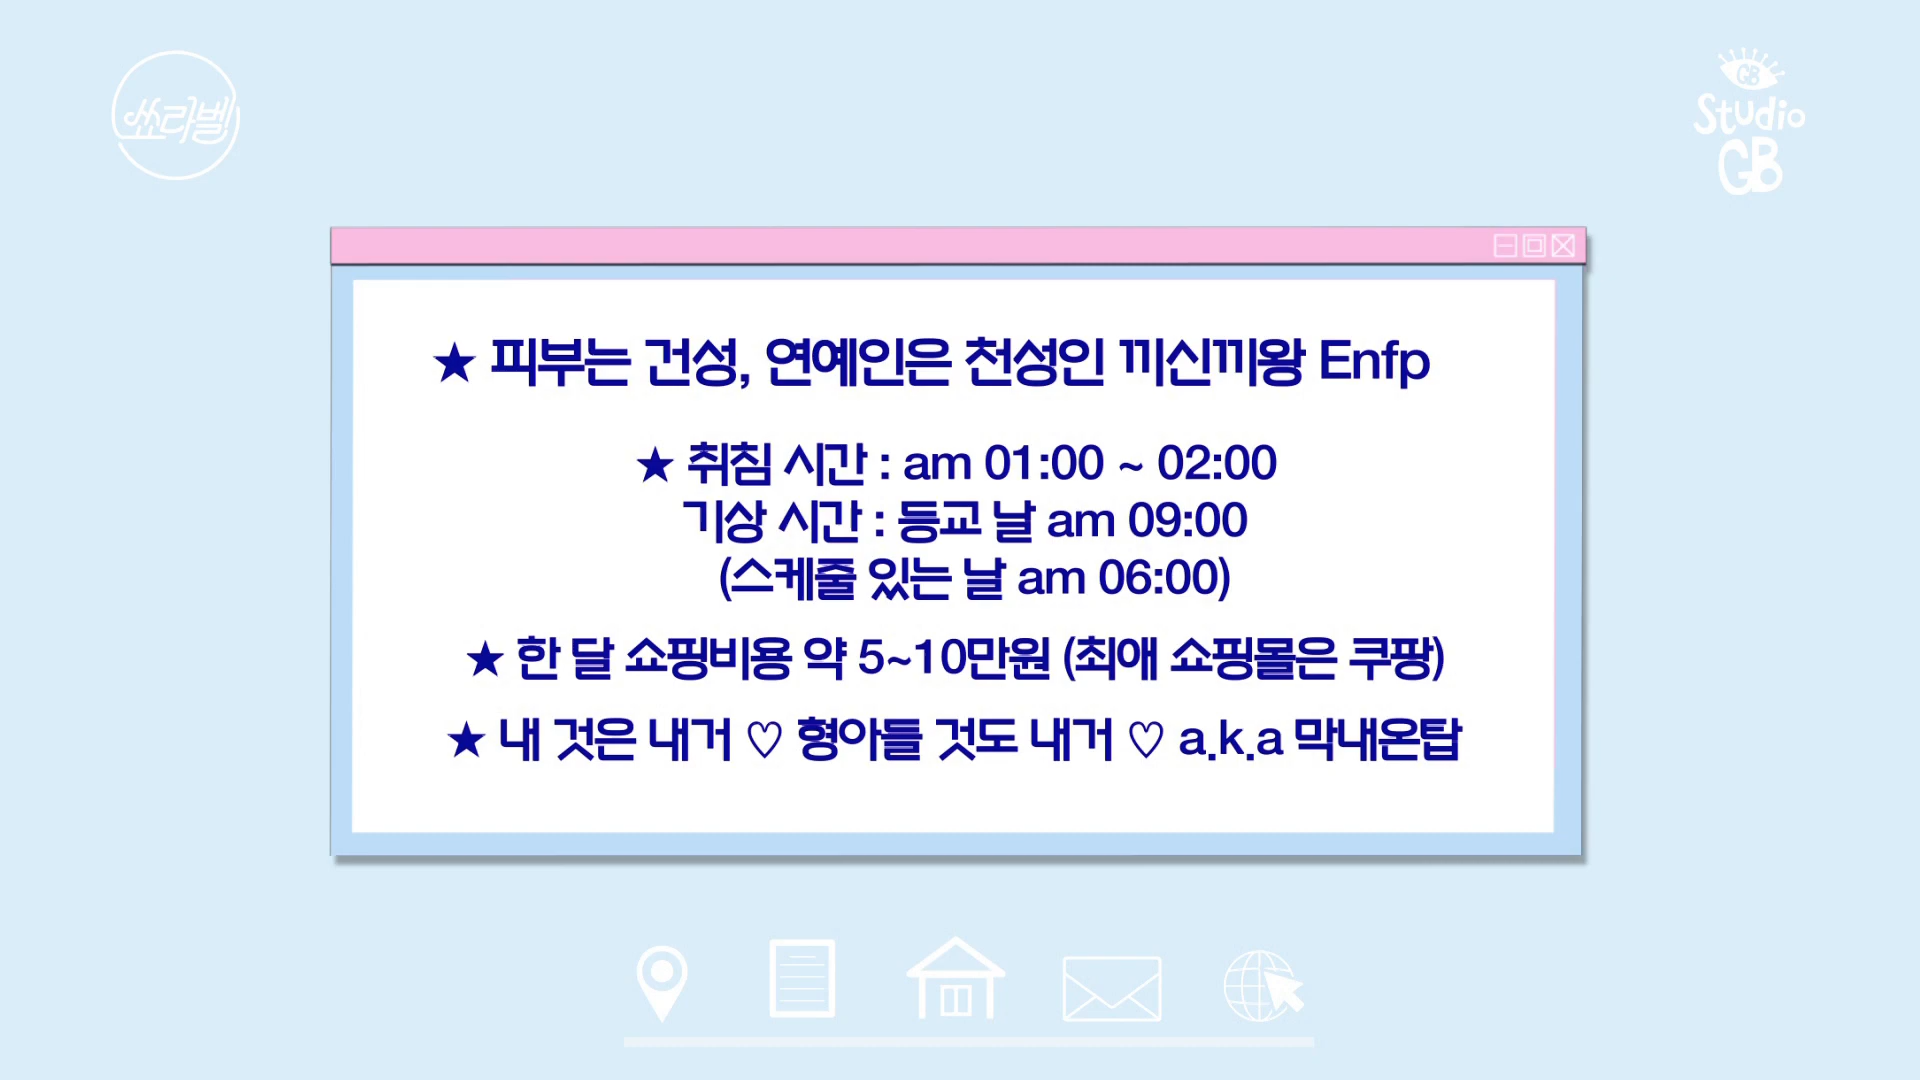 쑈라벨
GB
Studio
GB
★ 피부는 건성, 연예인은 천성인 끼신끼왕 Enfp
★ 취침 시간 : am 01:00 ~ 02:00
기상 시간 : 등교 날 am 09:00
(스케줄 있는 날 am 06:00)
★ 한 달 쇼핑비용 약 5~10만원 (최애 쇼핑몰은 쿠팡)
★ 내 것은 내거 ♡ 형아들 것도 내거 ♡ a.k.a 막내온탑